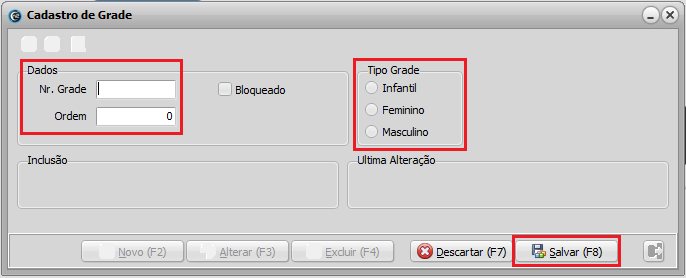 Cadastro de Grade
Dados
Tipo Grade
Nr. Grade
Bloqueado
Infantil
Ordem 0
Feminino
Masculino
Inclusão
Ultima Alteração
Novo (F2) Alterar (F3) Excluir (F4) Descartar (F7) Salvar (F8)